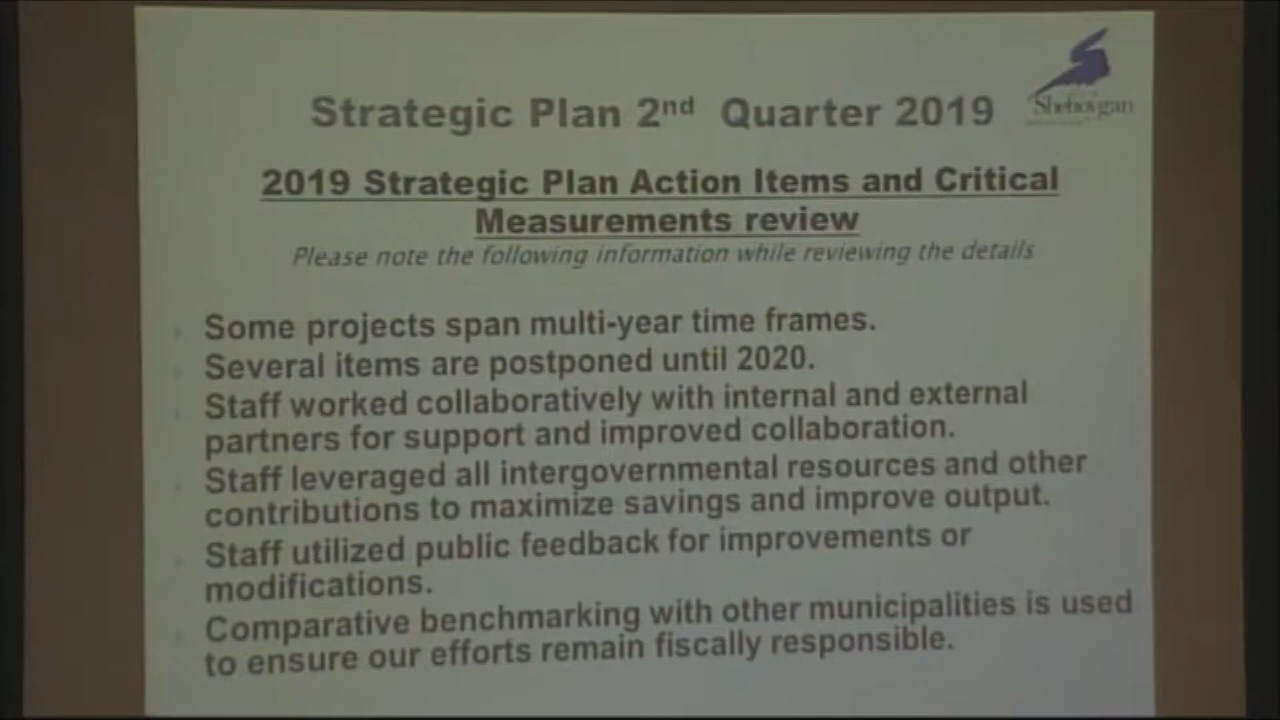 Strategic Plan 2nd Quarter 2019
Sheboygan
2019 Strategic Plan Action Items and Critical
Measurements review
Please note the following information while reviewing the details
Some projects span multi-year time frames.
Several items are postponed until 2020.
Staff worked collaboratively with internal and external
partners for support and improved collaboration.
Staff leveraged all intergovernmental resources and other
contributions to maximize savings and improve output.
Staff utilized public feedback for improvements or
modifications.
Comparative benchmarking with other municipalities is used
to ensure our efforts remain fiscally responsible.